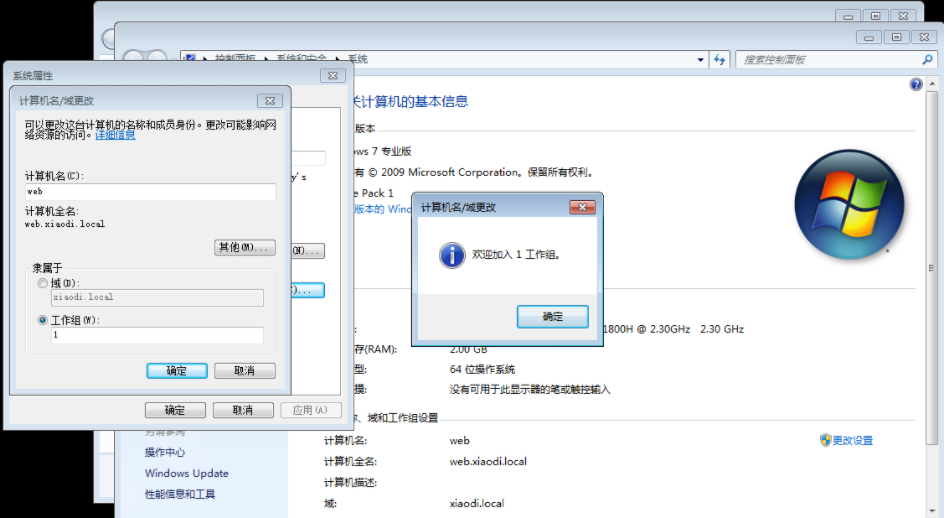 控制面板 系统和安全 系统
搜索控制面板
系统属性
计算机名/域更改
可以更改这台计算机的名称和成员身份。更改可能影响网
络资源的访问。详细信息
计算机名(C):
web
计算机全名:
web.xiaodi.local
其他(M)...
隶属于
域(D):
xiaodi.local
工作组(W):
1
确定 取消
确定 取消 应用(A)
y's
(N)...
)...
关计算机的基本信息
版本
ows 7 专业版
有 © 2009 Microsoft Corporation。保留所有权利。
e Pack 1
版本的 Wind
计算机名/域更改
欢迎加入 1 工作组。
确定
1800H @ 2.30GHz 2.30 GHz
存(RAM): 2.00 GB
型: 64 位操作系统
摸: 没有可用于此显示器的笔或触控输入
称、域和工作组设置
计算机名: web
更改设置
计算机全名: web.xiaodi.local
计算机描述:
域: xiaodi.local
另请参阅
操作中心
Windows Update
性能信息和工具